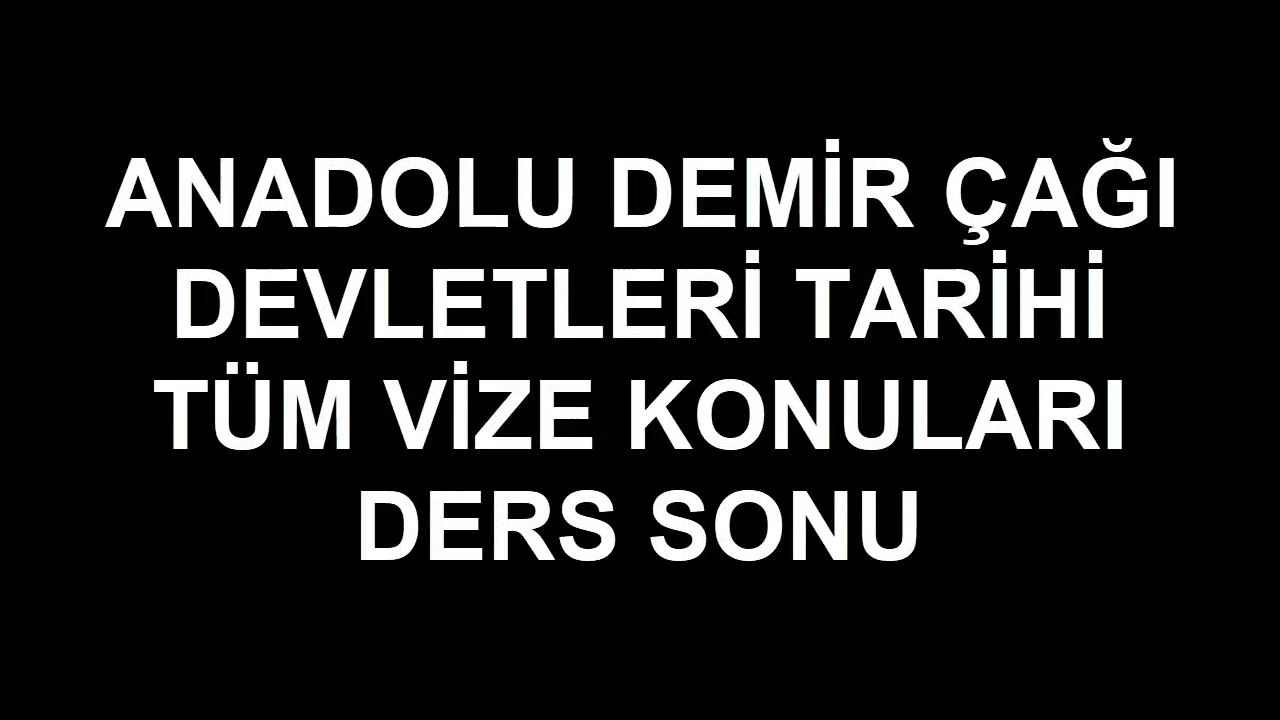 ANADOLU DEMİR ÇAĞI
DEVLETLERİ TARİHİ
TÜM VİZE KONULARI
DERS SONU